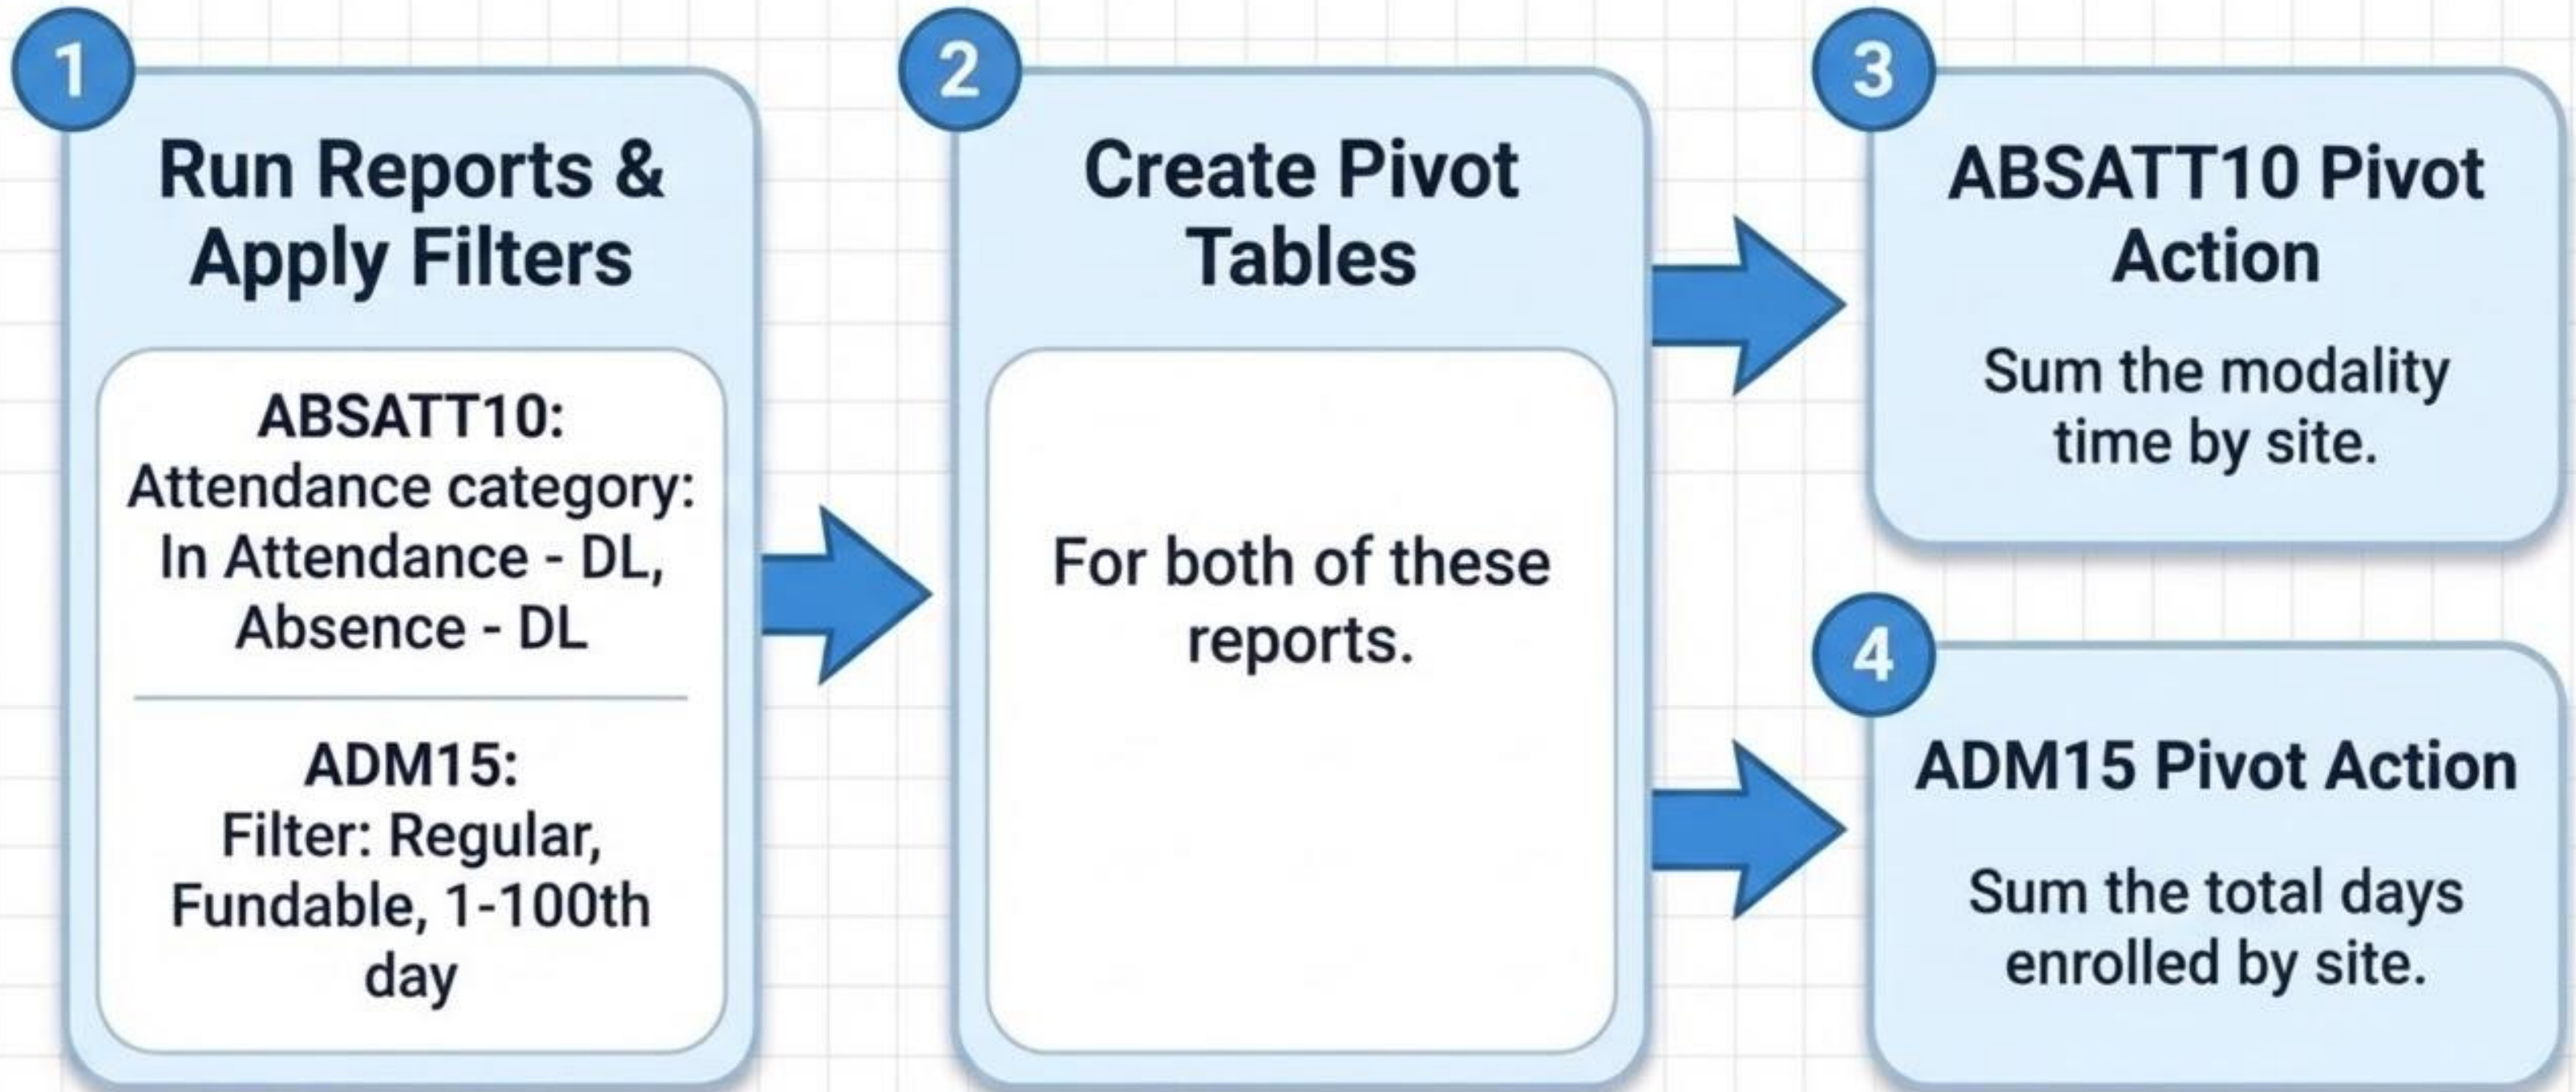 1
Run Reports &
Apply Filters
ABSATT10:
Attendance category:
In Attendance - DL,
Absence - DL
ADM15:
Filter: Regular,
Fundable, 1-100th
day
2
Create Pivot
Tables
For both of these
reports.
3
ABSATT10 Pivot
Action
Sum the modality
time by site.
4
ADM15 Pivot Action
Sum the total days
enrolled by site.